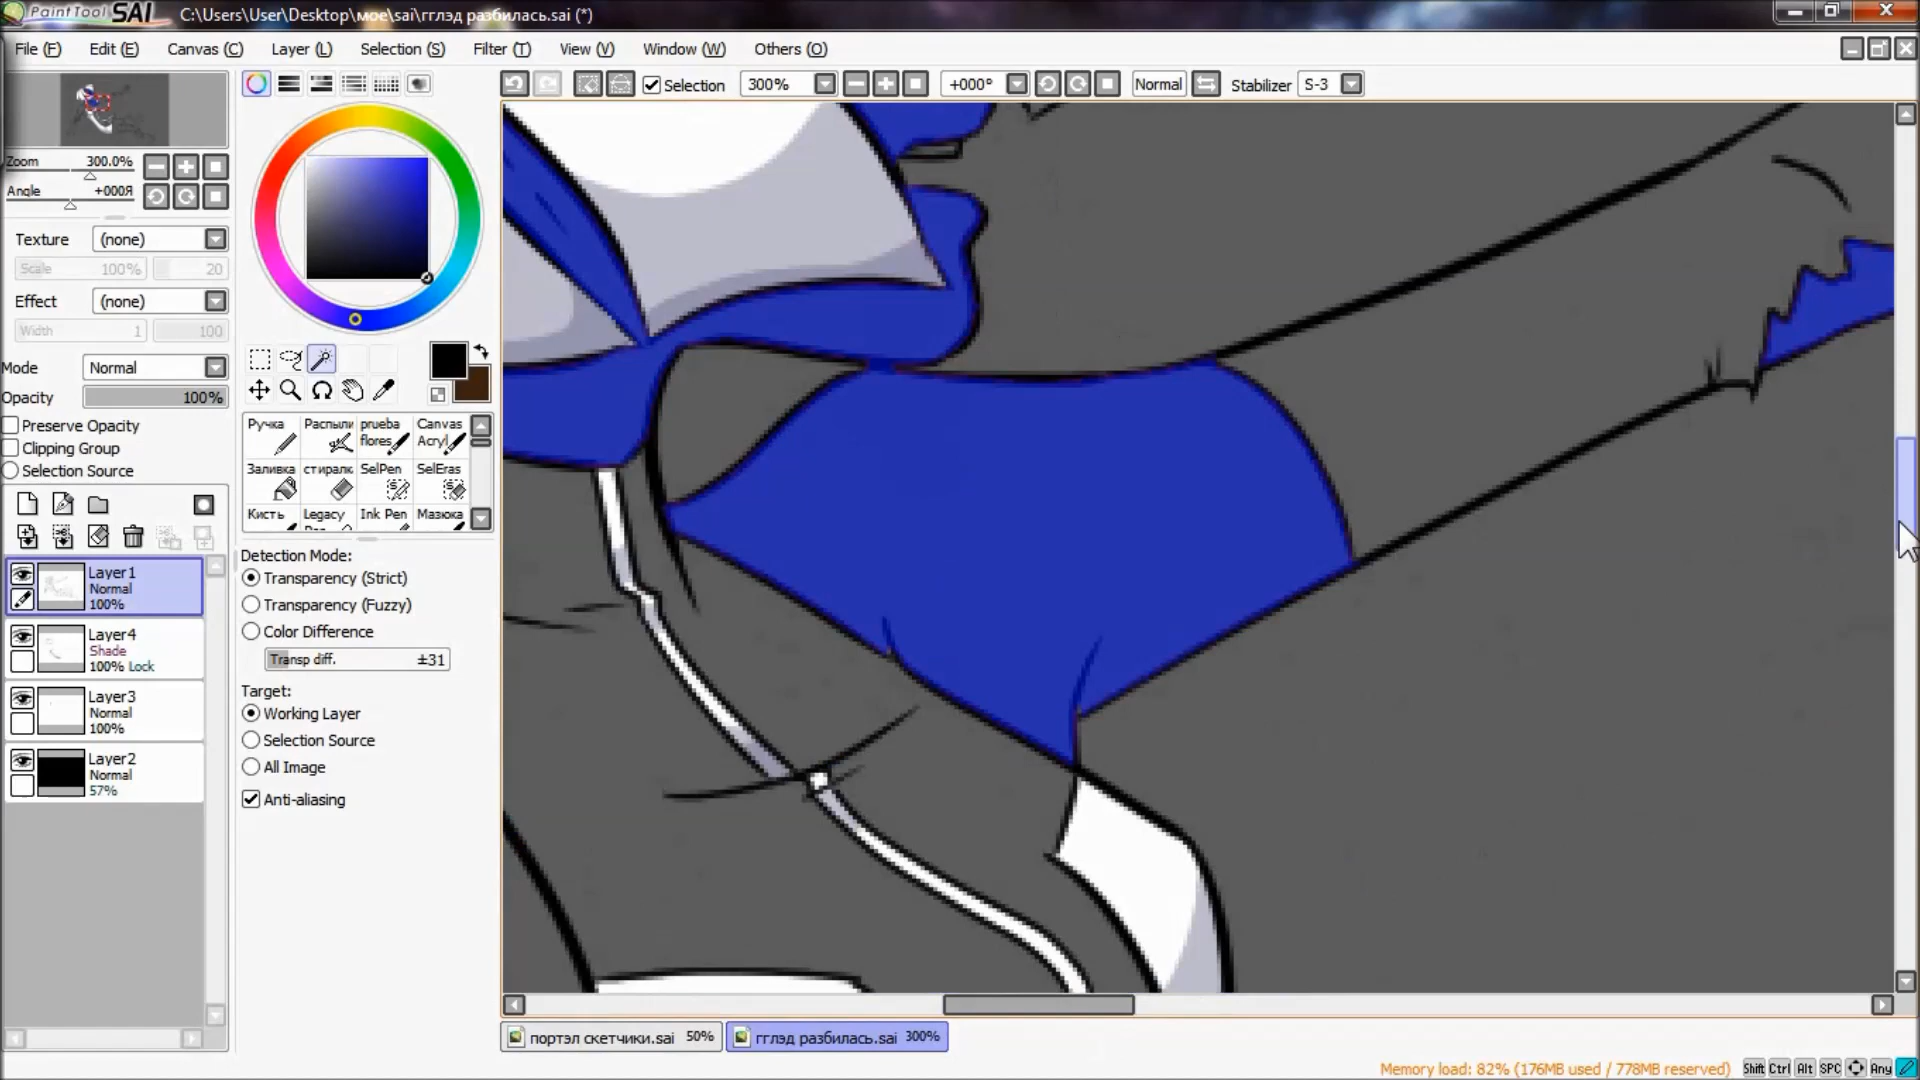 PaintTool SAI C:\Users\User\Desktop\мое\sai\гглэд разбилась.sai (*)
File (F) Edit (E) Canvas (C) Layer (L) Selection (S) Filter (T) View (V) Window (W) Others (O)
Selection 300% +000° Normal Stabilizer S-3
Zoom 300.0%
Angle +000Я
Texture (none)
Scale 100% 20
Effect (none)
Width 1 100
Mode Normal
Opacity 100%
Preserve Opacity
Clipping Group
Selection Source
Layer1
Normal
100%
Layer4
Shade
100% Lock
Layer3
Normal
100%
Layer2
Normal
57%
Ручка Распыли prueba flores Canvas Acryl
Заливка стиралк SelPen SelEras
Кисть Legacy Ink Pen Мазюка
Detection Mode:
Transparency (Strict)
Transparency (Fuzzy)
Color Difference
Transp diff. ±31
Target:
Working Layer
Selection Source
All Image
Anti-aliasing
портэл скетчики.sai 50% гглэд разбилась.sai 300%
Memory load: 82% (176MB used / 778MB reserved) Shift Ctrl Alt SPC Any